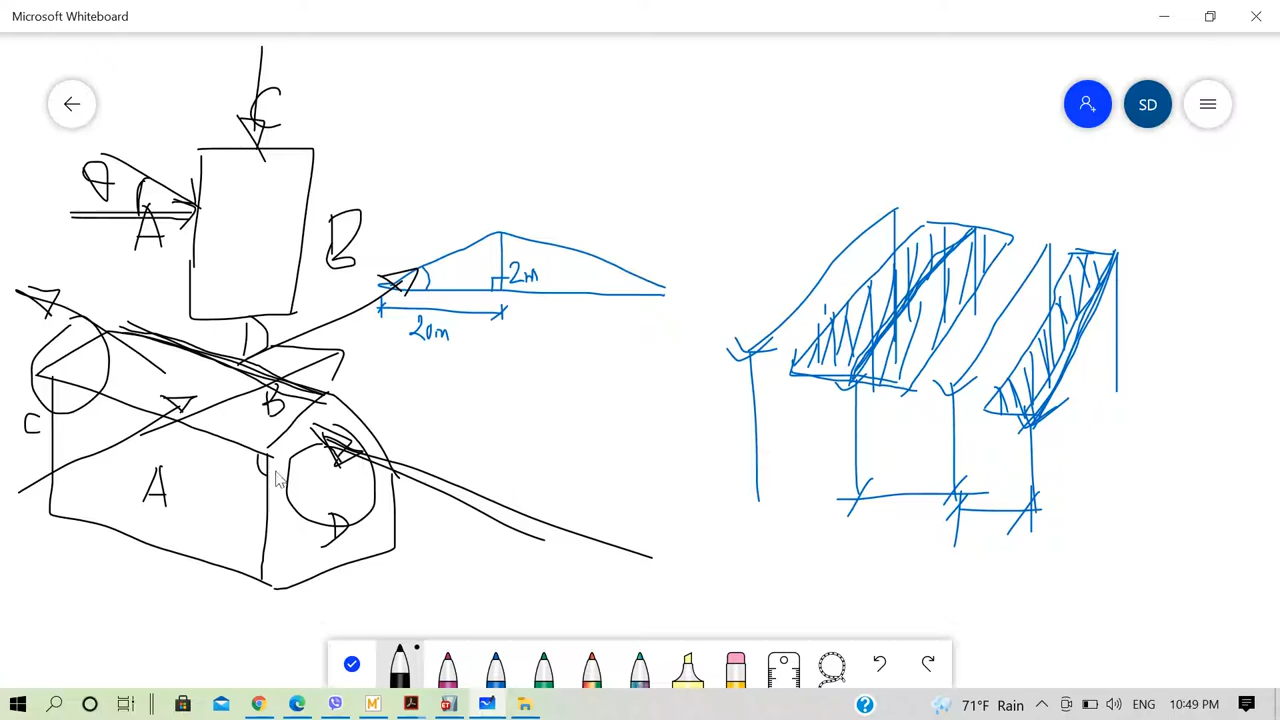 Microsoft Whiteboard
SD
C
θ
A
B
2m
20m
B
C
A
D
71°F Rain
ENG
10:49 PM